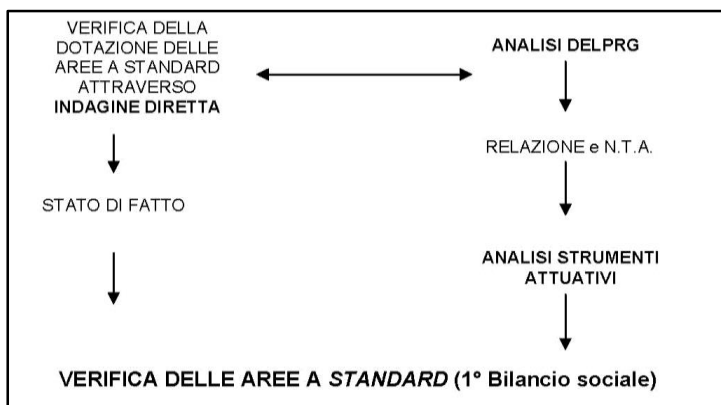 VERIFICA DELLA
DOTAZIONE DELLE
AREE A STANDARD
ATTRAVERSO
INDAGINE DIRETTA
STATO DI FATTO
ANALISI DELPRG
RELAZIONE e N.T.A.
ANALISI STRUMENTI
ATTUATIVI
VERIFICA DELLE AREE A STANDARD (1° Bilancio sociale)